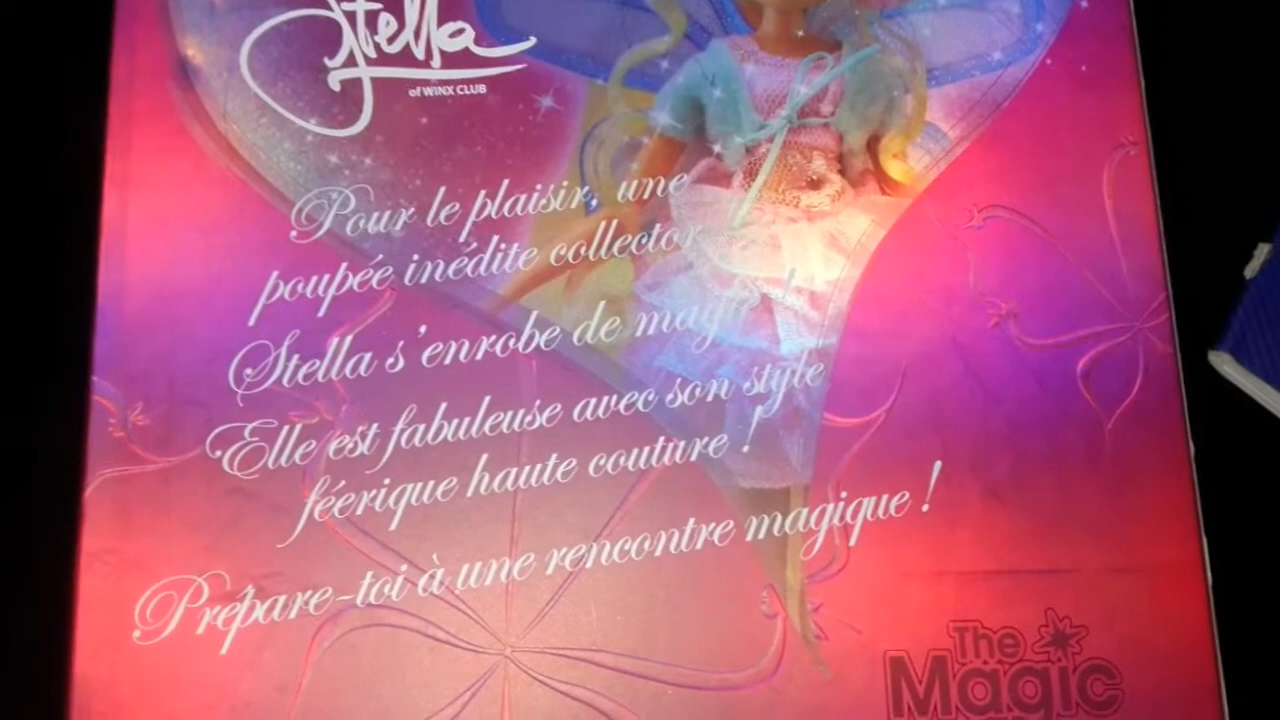 Stella
of WINX CLUB
Pour le plaisir, une
poupée inédite collector
Stella s'enrobe de magie !
Elle est fabuleuse avec son style
féerique haute couture !
Prépare-toi à une rencontre magique !
The
Magic